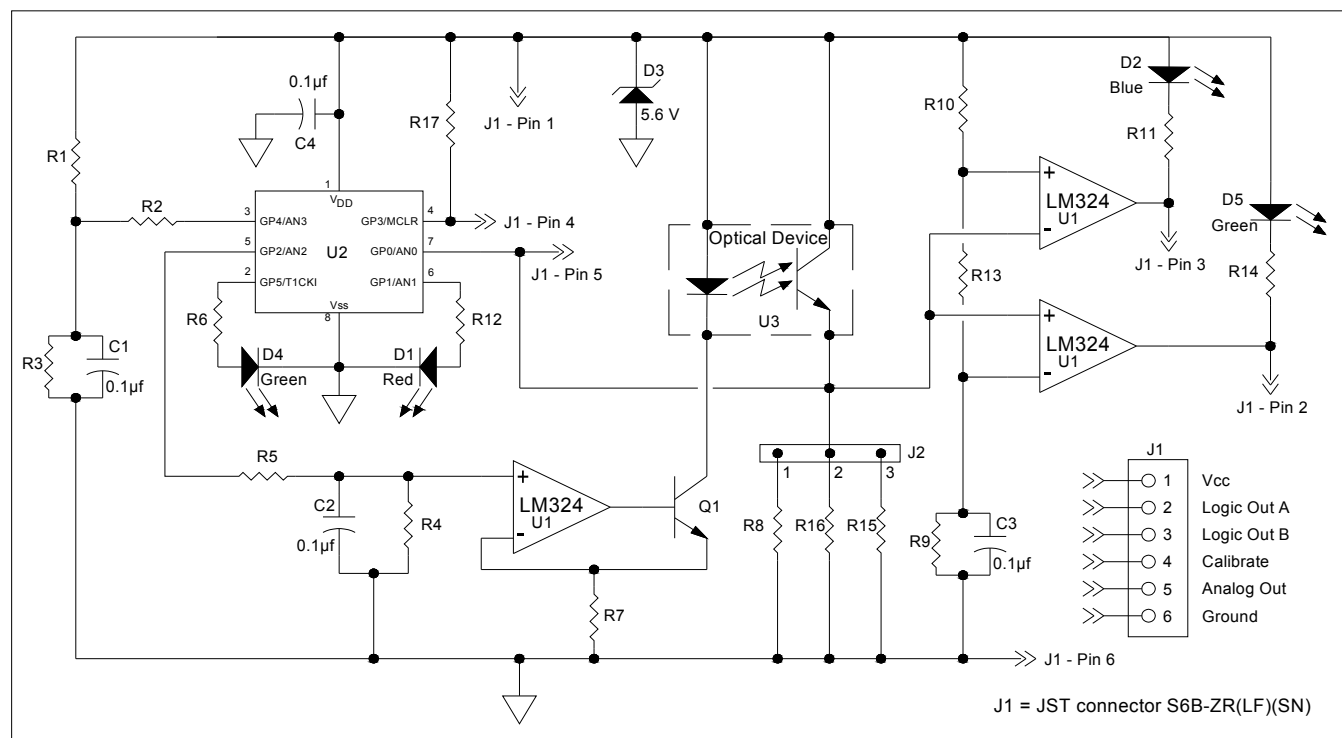 D3
5.6 V
D2
Blue
0.1µf
C4
R17
J1 - Pin 1
R10
R11
R1
R2
1
VDD
3
GP4/AN3
GP3/MCLR
4
J1 - Pin 4
5
GP2/AN2
U2
GP0/AN0
7
J1 - Pin 5
2
GP5/T1CKI
GP1/AN1
6
Vss
8
Optical Device
U3
+
LM324
U1
-
J1 - Pin 3
D5
Green
R14
R13
R6
R12
D4
Green
D1
Red
R3
C1
0.1µf
+
LM324
U1
-
J1 - Pin 2
R5
C2
0.1µf
R4
+
LM324
U1
-
Q1
R7
J2
1
2
3
R8
R16
R15
R9
C3
0.1µf
J1
1 Vcc
2 Logic Out A
3 Logic Out B
4 Calibrate
5 Analog Out
6 Ground
J1 - Pin 6
J1 = JST connector S6B-ZR(LF)(SN)